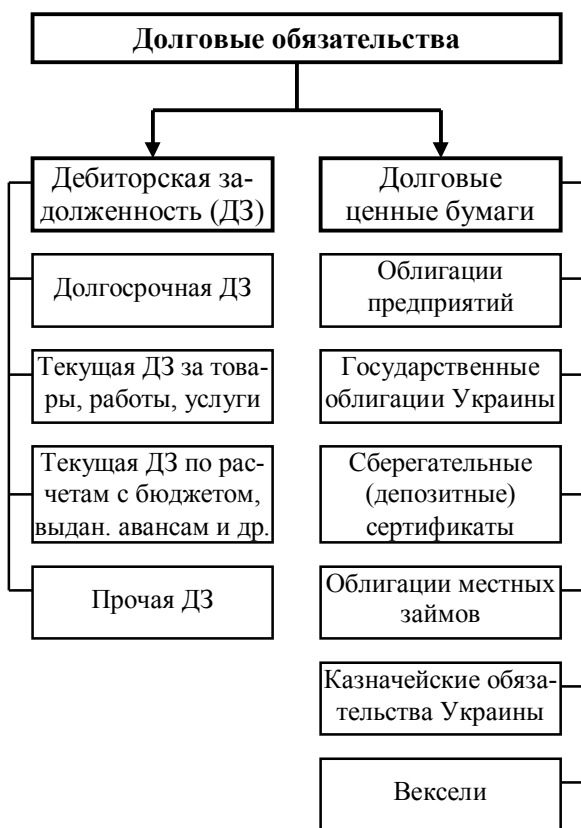 Долговые обязательства
Дебиторская за-
долженность (ДЗ)
Долгосрочная ДЗ
Текущая ДЗ за това-
ры, работы, услуги
Текущая ДЗ по рас-
четам с бюджетом,
выдан. авансам и др.
Прочая ДЗ
Долговые
ценные бумаги
Облигации
предприятий
Государственные
облигации Украины
Сберегательные
(депозитные)
сертификаты
Облигации местных
займов
Казначейские обяза-
тельства Украины
Вексели